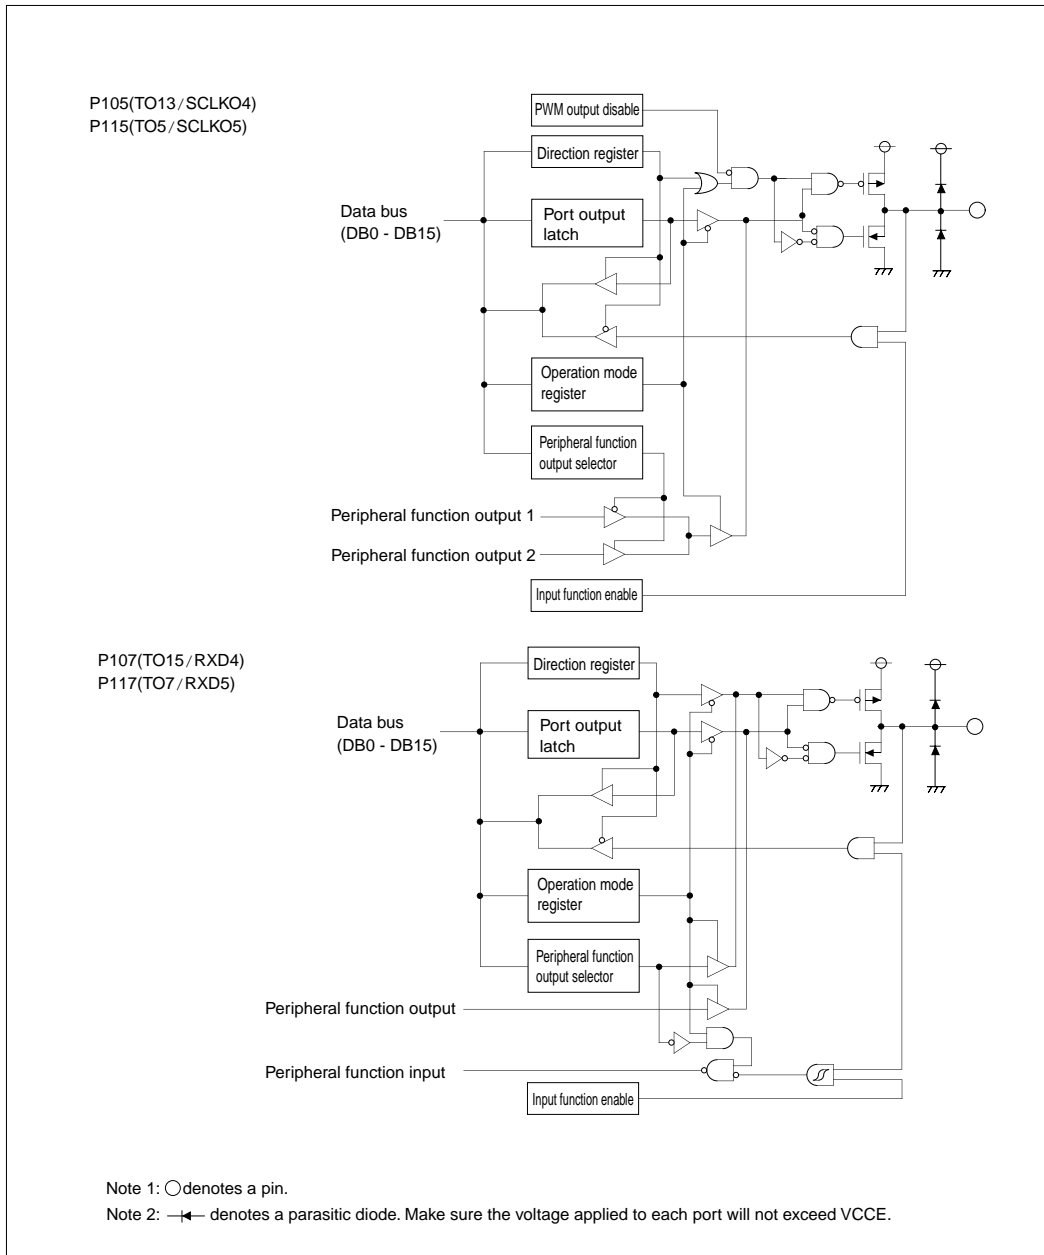 P105(TO13/SCLKO4)
P115(TO5/SCLKO5)
PWM output disable
Direction register
Data bus
(DB0 - DB15)
Port output
latch
Operation mode
register
Peripheral function
output selector
Peripheral function output 1
Peripheral function output 2
Input function enable
P107(TO15/RXD4)
P117(TO7/RXD5)
Direction register
Data bus
(DB0 - DB15)
Port output
latch
Operation mode
register
Peripheral function
output selector
Peripheral function output
Peripheral function input
Input function enable
Note 1: ○ denotes a pin.
Note 2: denotes a parasitic diode. Make sure the voltage applied to each port will not exceed VCCE.